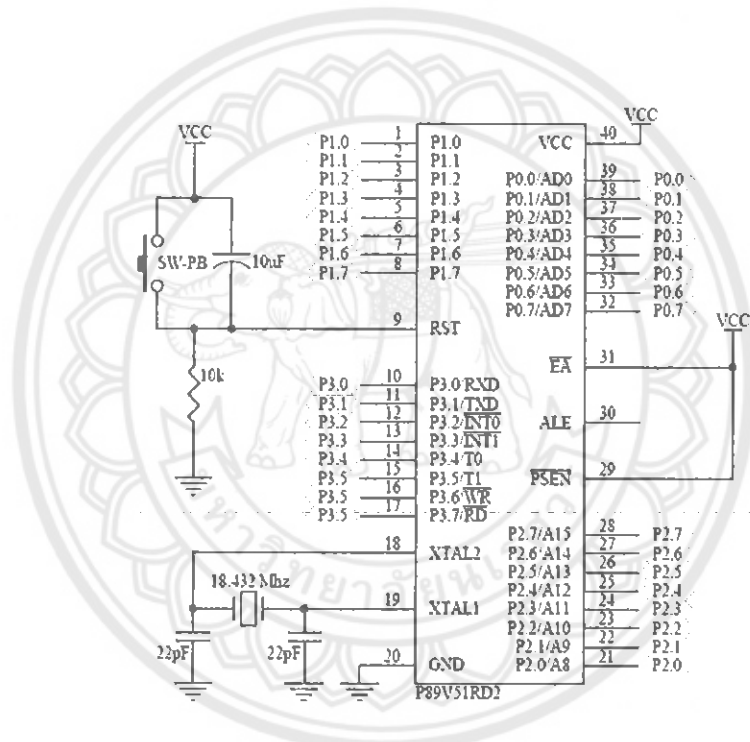 VCC
SW-PB
10uF
10k
18.432 Mhz
22pF
22pF
P1.0 1 P1.0
P1.1 2 P1.1
P1.2 3 P1.2
P1.3 4 P1.3
P1.4 5 P1.4
P1.5 6 P1.5
P1.6 7 P1.6
P1.7 8 P1.7
9 RST
P3.0 10 P3.0/RXD
P3.1 11 P3.1/TXD
P3.2 12 P3.2/INT0
P3.3 13 P3.3/INT1
P3.4 14 P3.4/T0
P3.5 15 P3.5/T1
P3.5 16 P3.6/WR
P3.5 17 P3.7/RD
18 XTAL2
19 XTAL1
20 GND
VCC
VCC 40
P0.0/AD0 39 P0.0
P0.1/AD1 38 P0.1
P0.2/AD2 37 P0.2
P0.3/AD3 36 P0.3
P0.4/AD4 35 P0.4
P0.5/AD5 34 P0.5
P0.6/AD6 33 P0.6
P0.7/AD7 32 P0.7
VCC
EA 31
ALE 30
PSEN 29
P2.7/A15 28 P2.7
P2.6/A14 27 P2.6
P2.5/A13 26 P2.5
P2.4/A12 25 P2.4
P2.3/A11 24 P2.3
P2.2/A10 23 P2.2
P2.1/A9 22 P2.1
P2.0/A8 21 P2.0
P89V51RD2